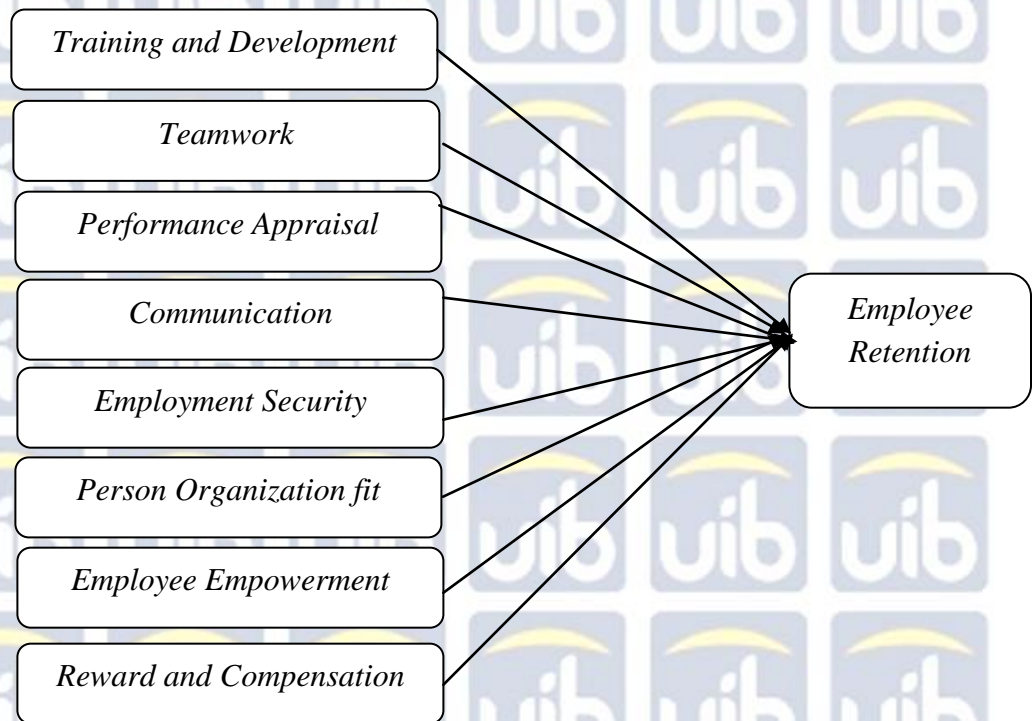 Training and Development
Teamwork
Performance Appraisal
Communication
Employment Security
Person Organization fit
Employee Empowerment
Reward and Compensation
Employee
Retention
uib